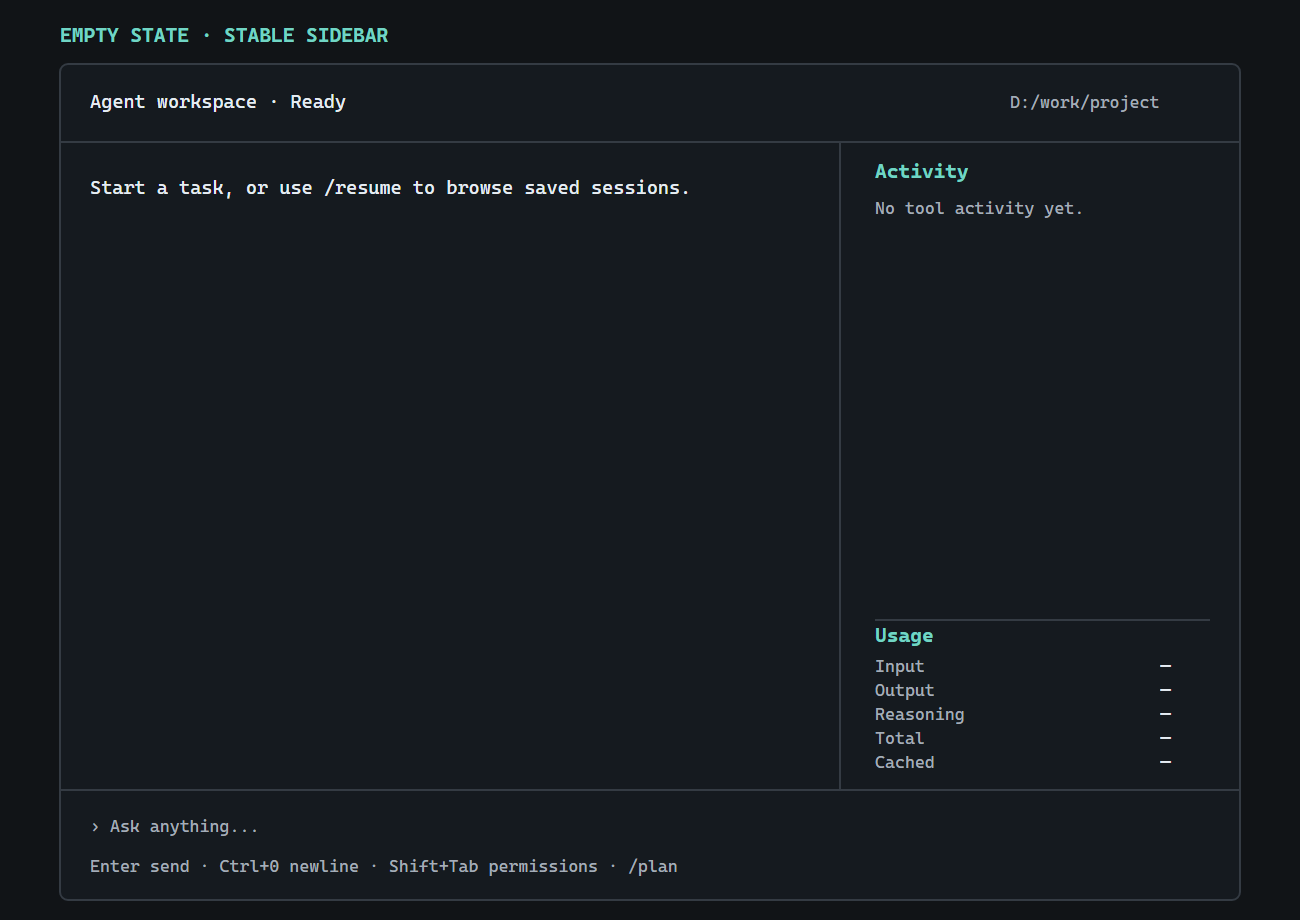 EMPTY STATE · STABLE SIDEBAR
Agent workspace · Ready
D:/work/project
Start a task, or use /resume to browse saved sessions.
Activity
No tool activity yet.
Usage
Input —
Output —
Reasoning —
Total —
Cached —
› Ask anything...
Enter send · Ctrl+O newline · Shift+Tab permissions · /plan